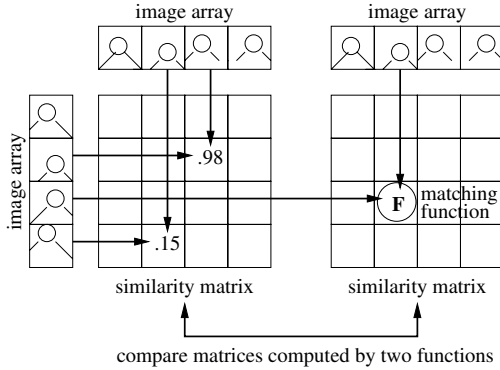 image array
image array
image array
.98
.15
F
matching
function
similarity matrix
similarity matrix
compare matrices computed by two functions